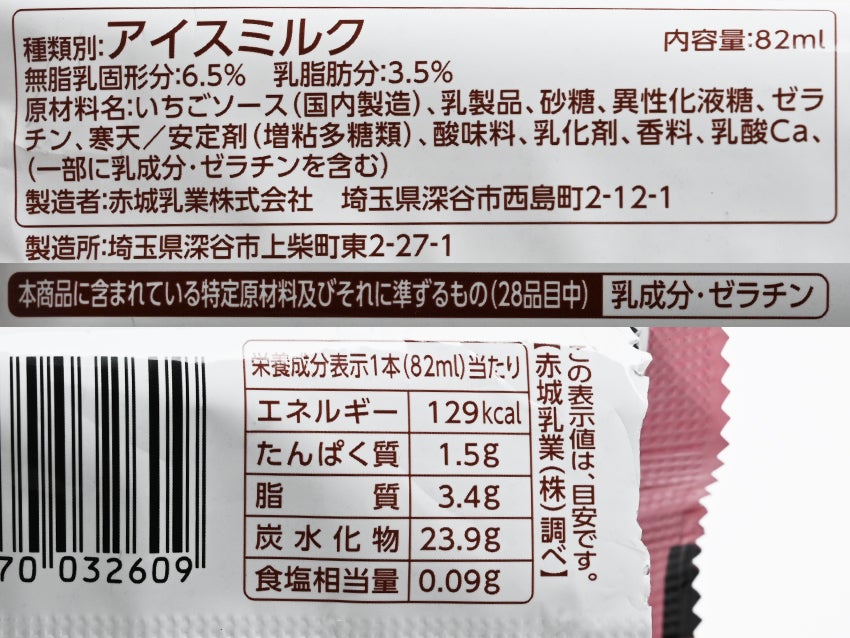 種類別:アイスミルク 内容量:82ml
無脂乳固形分:6.5% 乳脂肪分:3.5%
原材料名:いちごソース(国内製造)、乳製品、砂糖、異性化液糖、ゼラ
チン、寒天／安定剤(増粘多糖類)、酸味料、乳化剤、香料、乳酸Ca、
(一部に乳成分・ゼラチンを含む)
製造者:赤城乳業株式会社 埼玉県深谷市西島町2-12-1
製造所:埼玉県深谷市上柴町東2-27-1
本商品に含まれている特定原材料及びそれに準ずるもの(28品目中) 乳成分・ゼラチン
栄養成分表示1本(82ml)当たり
エネルギー 129kcal
たんぱく質 1.5g
脂質 3.4g
炭水化物 23.9g
食塩相当量 0.09g
この表示値は、目安です。
【赤城乳業(株)調べ】
70 032609